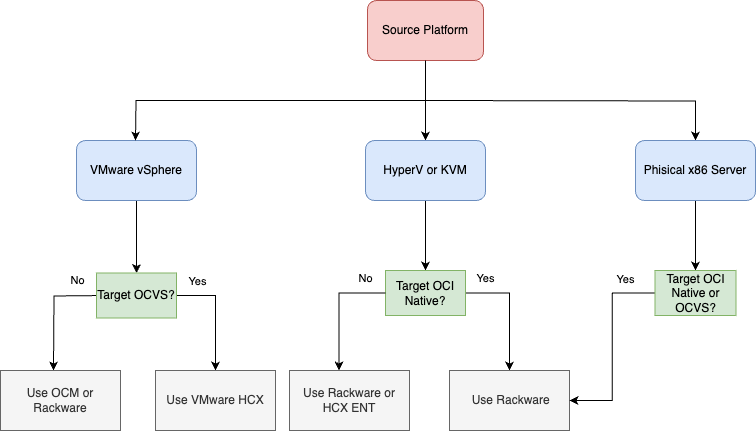 Source Platform
VMware vSphere
HyperV or KVM
Phisical x86 Server
No
Target OCVS?
Yes
No
Target OCI
Native?
Yes
Yes
Target OCI
Native or
OCVS?
Use OCM or
Rackware
Use VMware HCX
Use Rackware or
HCX ENT
Use Rackware